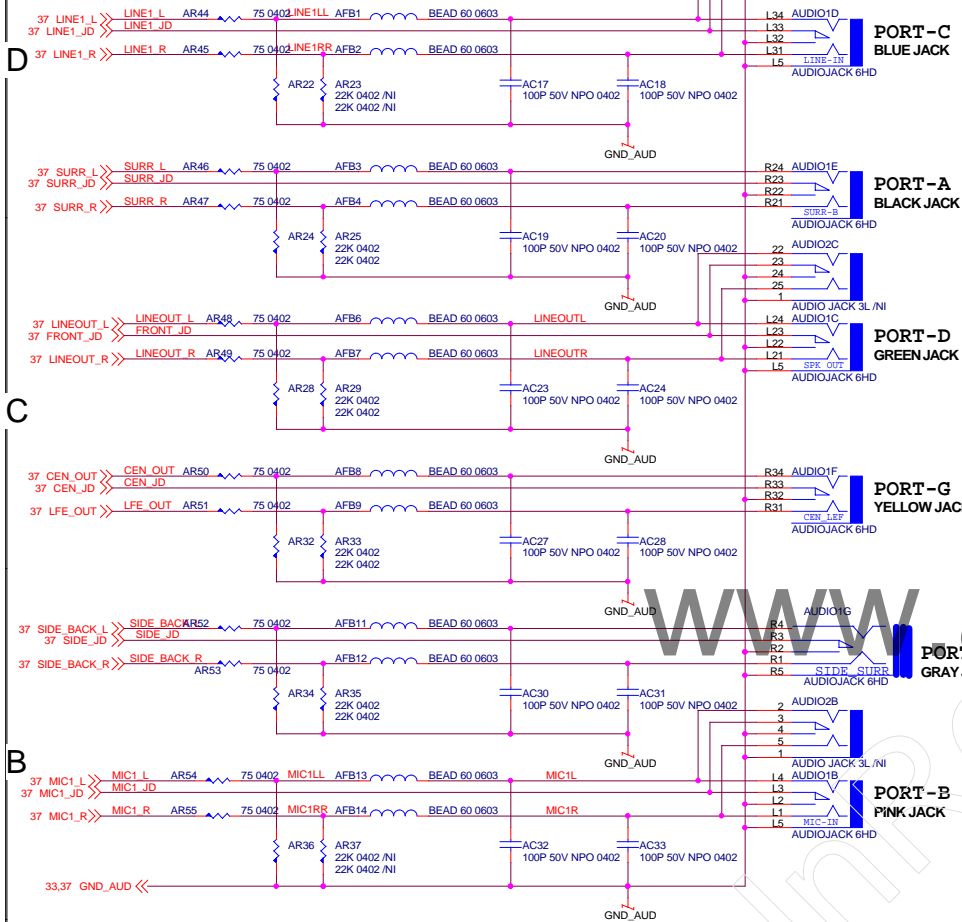 37 LINE1_L LINE1_L AR44 75 0402 LINE1LL AFB1 BEAD 60 0603 L34 AUDIO1D
37 LINE1_JD LINE1_JD L33 PORT-C
L32 BLUE JACK
37 LINE1_R LINE1_R AR45 75 0402 LINE1RR AFB2 BEAD 60 0603 L31 LINE-IN
D
L5 AUDIOJACK 6HD
AR22 AR23 AC17 AC18
22K 0402 /NI 100P 50V NPO 0402 100P 50V NPO 0402
22K 0402 /NI
GND_AUD
37 SURR_L SURR_L AR46 75 0402 AFB3 BEAD 60 0603 R24 AUDIO1E
37 SURR_JD SURR_JD R23 PORT-A
R22 BLACK JACK
37 SURR_R SURR_R AR47 75 0402 AFB4 BEAD 60 0603 R21 SURR-B
AUDIOJACK 6HD
AR24 AR25 AC19 AC20
22K 0402 100P 50V NPO 0402 100P 50V NPO 0402
22K 0402
22 AUDIO2C
23
24
25
1
GND_AUD AUDIO JACK 3L /NI
37 LINEOUT_L LINEOUT_L AR48 75 0402 AFB6 BEAD 60 0603 LINEOUTL L24 AUDIO1C
37 FRONT_JD FRONT_JD L23 PORT-D
L22 GREEN JACK
37 LINEOUT_R LINEOUT_R AR49 75 0402 AFB7 BEAD 60 0603 LINEOUTR L21 SPK OUT
L5 AUDIOJACK 6HD
AR28 AR29 AC23 AC24
22K 0402 100P 50V NPO 0402 100P 50V NPO 0402
22K 0402
C
GND_AUD
37 CEN_OUT CEN_OUT AR50 75 0402 AFB8 BEAD 60 0603 R34 AUDIO1F
37 CEN_JD CEN_JD R33 PORT-G
R32 YELLOW JACK
37 LFE_OUT LFE_OUT AR51 75 0402 AFB9 BEAD 60 0603 R31 CEN_LEF
AUDIOJACK 6HD
AR32 AR33 AC27 AC28
22K 0402 100P 50V NPO 0402 100P 50V NPO 0402
22K 0402
GND_AUD
www.
37 SIDE_BACK_L SIDE_BACK_L AR52 75 0402 AFB11 BEAD 60 0603 R4 AUDIO1G
37 SIDE_JD SIDE_JD R3
R2 PORT
37 SIDE_BACK_R SIDE_BACK_R AR53 75 0402 AFB12 BEAD 60 0603 R1 GRAY
R5 SIDE_SURR
AUDIOJACK 6HD
AR34 AR35 AC30 AC31
22K 0402 100P 50V NPO 0402 100P 50V NPO 0402
22K 0402
2 AUDIO2B
3
4
5
1
B
GND_AUD AUDIO JACK 3L /NI
37 MIC1_L MIC1_L AR54 75 0402 MIC1LL AFB13 BEAD 60 0603 MIC1L L4 AUDIO1B
37 MIC1_JD MIC1_JD L3 PORT-B
L2 PINK JACK
37 MIC1_R MIC1_R AR55 75 0402 MIC1RR AFB14 BEAD 60 0603 MIC1R L1 MIC-IN
L5 AUDIOJACK 6HD
AR36 AR37 AC32 AC33
22K 0402 /NI 100P 50V NPO 0402 100P 50V NPO 0402
22K 0402 /NI
33,37 GND_AUD
GND_AUD